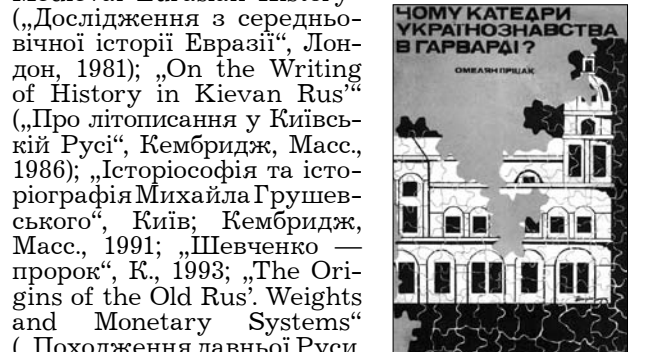 Medieval Eurasian History“
(„Дослідження з середньо-
вічної історії Евразії“, Лон-
дон, 1981); „On the Writing
of History in Kievan Rus’“
(„Про літописання у Київсь-
кій Русі“, Кембридж, Масс.,
1986); „Історіософія та істо-
ріографія Михайла Грушев-
ського“, Київ; Кембридж,
Масс., 1991; „Шевченко —
пророк“, К., 1993; „The Ori-
gins of the Old Rus’. Weights
and Monetary Systems“
(„Походження давньої Руси.
ЧОМУ КАТЕДРИ
УКРАЇНОЗНАВСТВА
В ГАРВАРДІ?
ОМЕЛЯН ПРІЦАК